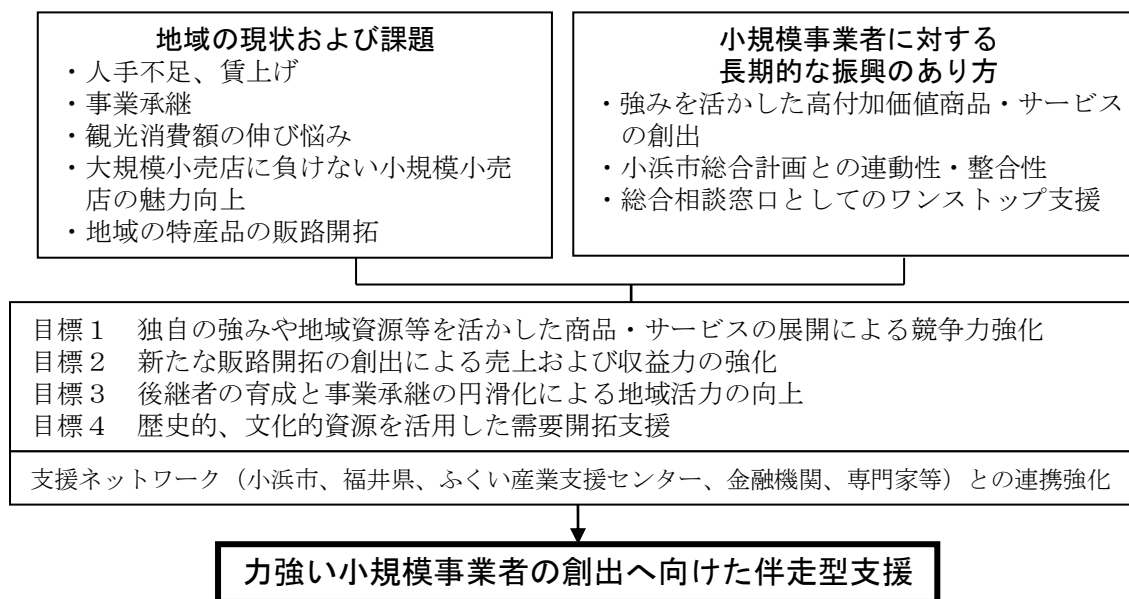 地域の現状および課題
・人手不足、賃上げ
・事業承継
・観光消費額の伸び悩み
・大規模小売店に負けない小規模小売
店の魅力向上
・地域の特産品の販路開拓
小規模事業者に対する
長期的な振興のあり方
・強みを活かした高付加価値商品・サービス
の創出
・小浜市総合計画との連動性・整合性
・総合相談窓口としてのワンストップ支援
目標１　独自の強みや地域資源等を活かした商品・サービスの展開による競争力強化
目標２　新たな販路開拓の創出による売上および収益力の強化
目標３　後継者の育成と事業承継の円滑化による地域活力の向上
目標４　歴史的、文化的資源を活用した需要開拓支援
支援ネットワーク（小浜市、福井県、ふくい産業支援センター、金融機関、専門家等）との連携強化
力強い小規模事業者の創出へ向けた伴走型支援